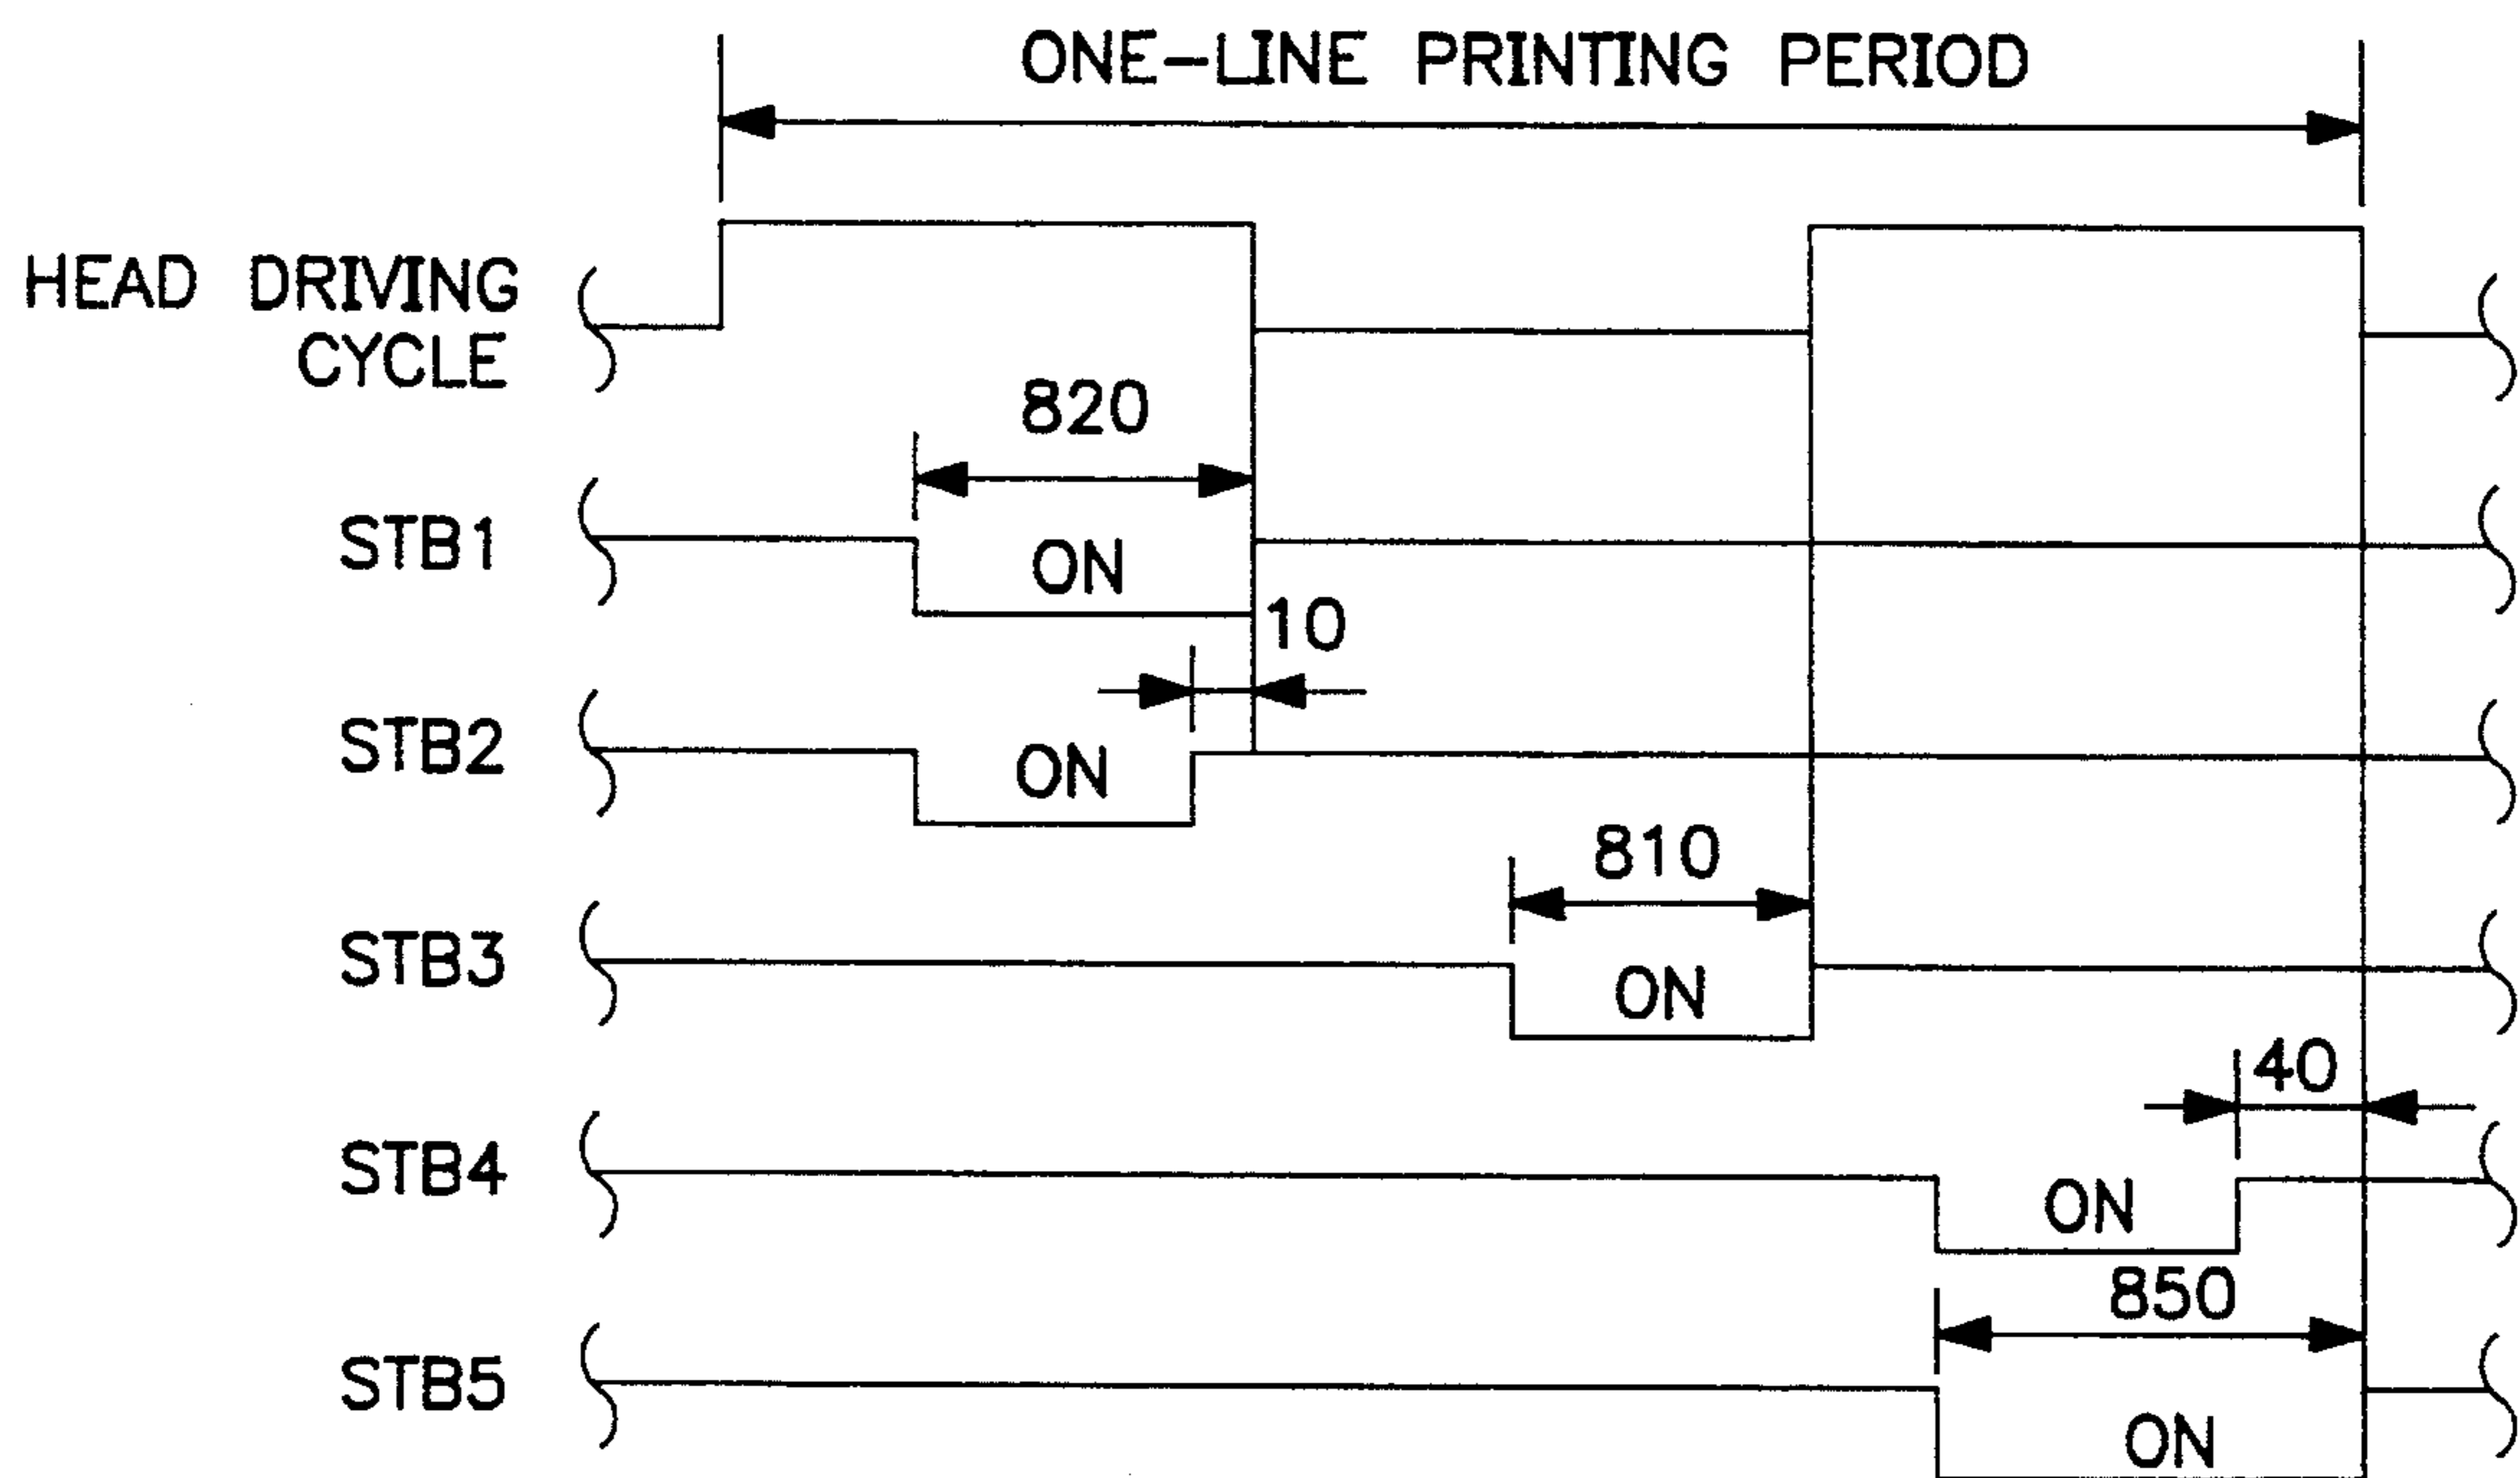 ONE-LINE PRINTING PERIOD
HEAD DRIVING
CYCLE
820
STB1
ON
10
STB2
ON
810
STB3
ON
40
STB4
ON
850
STB5
ON